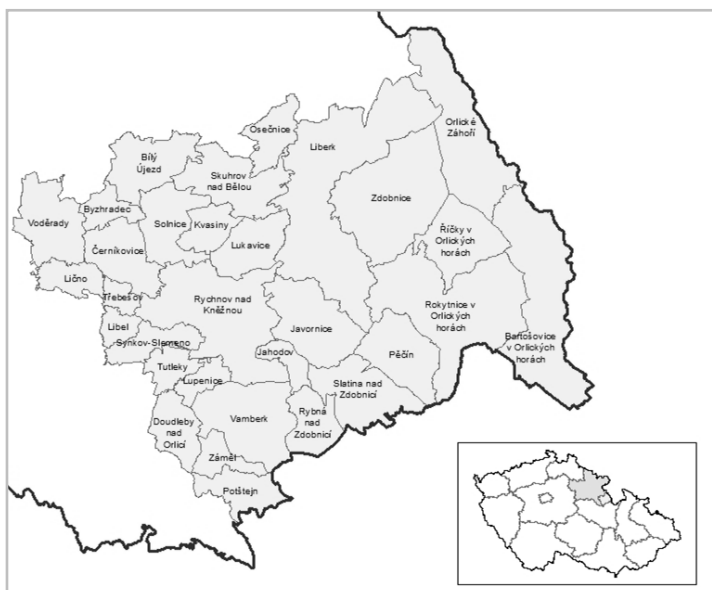 Orlické
Záhoří
Osečnice
Liberk
Bílý
Újezd
Skuhrov
nad Bělou
Zdobnice
Byzhradec
Voděrady
Solnice
Kvasiny
Říčky v
Orlických
horách
Lukavice
Černíkovice
Lično
Třebešov
Rychnov nad
Kněžnou
Rokytnice v
Orlických
horách
Libel
Javornice
Synkov-Slemeno
Jahodov
Pěčín
Bartošovice
v Orlických
horách
Tutleky
Lupenice
Slatina nad
Zdobnicí
Doudleby
nad
Orlicí
Vamberk
Rybná
nad
Zdobnicí
Záměl
Potštejn